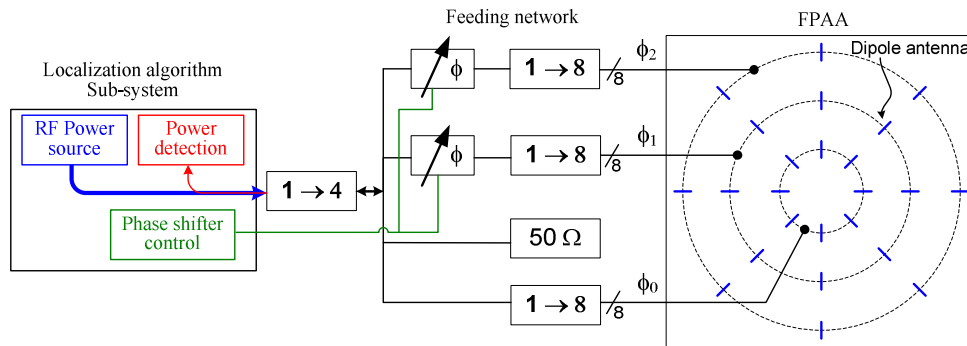 Feeding network
FPAA
Localization algorithm
Sub-system
RF Power
source
Power
detection
1 → 4
Phase shifter
control
ϕ
1 → 8
8
ϕ2
Dipole antenna
ϕ
1 → 8
8
ϕ1
50 Ω
1 → 8
8
ϕ0